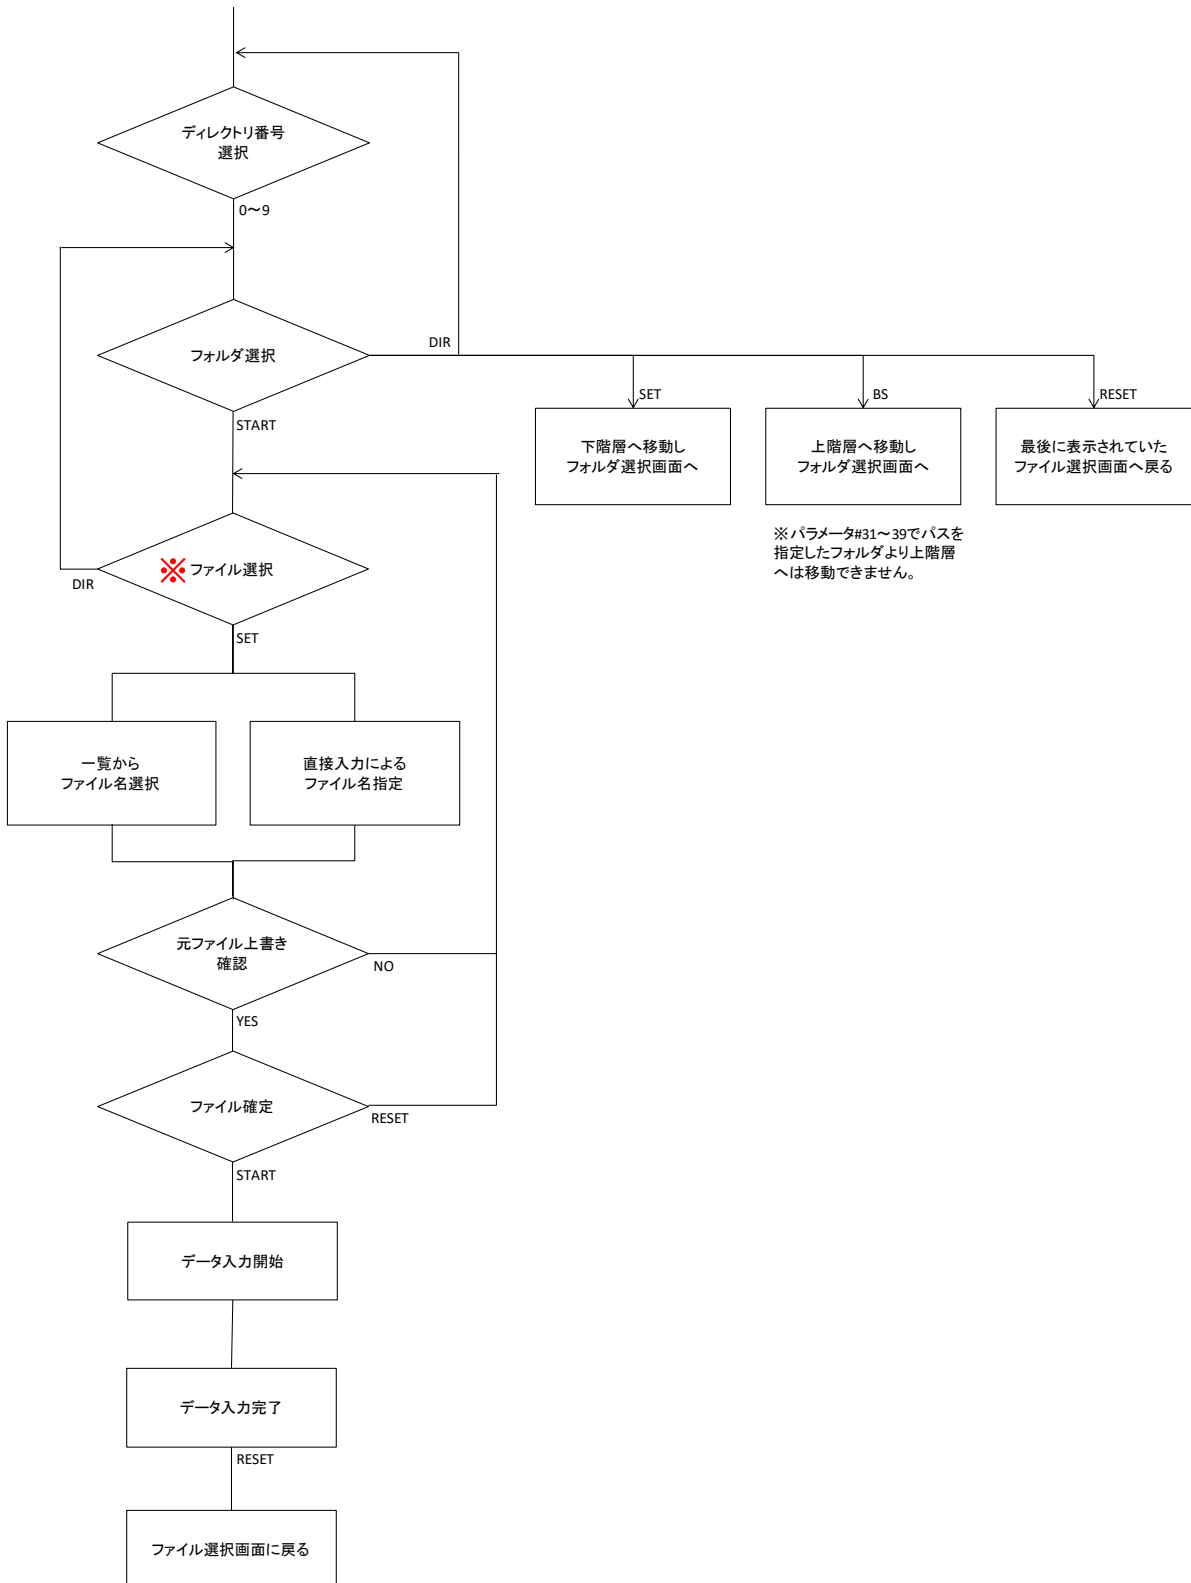 ディレクトリ番号
選択
0～9
フォルダ選択
DIR
START
SET
下階層へ移動し
フォルダ選択画面へ
BS
上階層へ移動し
フォルダ選択画面へ
RESET
最後に表示されていた
ファイル選択画面へ戻る
※パラメータ#31～39でパスを
指定したフォルダより上階層
へは移動できません。
※ファイル選択
DIR
SET
一覧から
ファイル名選択
直接入力による
ファイル名指定
元ファイル上書き
確認
NO
YES
ファイル確定
RESET
START
データ入力開始
データ入力完了
RESET
ファイル選択画面に戻る